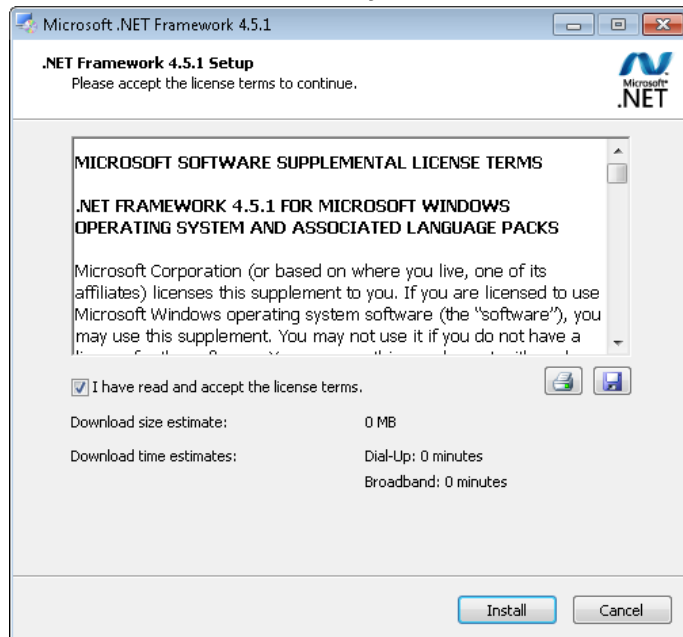 Microsoft .NET Framework 4.5.1
.NET Framework 4.5.1 Setup
Please accept the license terms to continue.
Microsoft
.NET
MICROSOFT SOFTWARE SUPPLEMENTAL LICENSE TERMS
.NET FRAMEWORK 4.5.1 FOR MICROSOFT WINDOWS
OPERATING SYSTEM AND ASSOCIATED LANGUAGE PACKS
Microsoft Corporation (or based on where you live, one of its
affiliates) licenses this supplement to you. If you are licensed to use
Microsoft Windows operating system software (the “software”), you
may use this supplement. You may not use it if you do not have a
I have read and accept the license terms.
Download size estimate: 0 MB
Download time estimates: Dial-Up: 0 minutes
Broadband: 0 minutes
Install Cancel